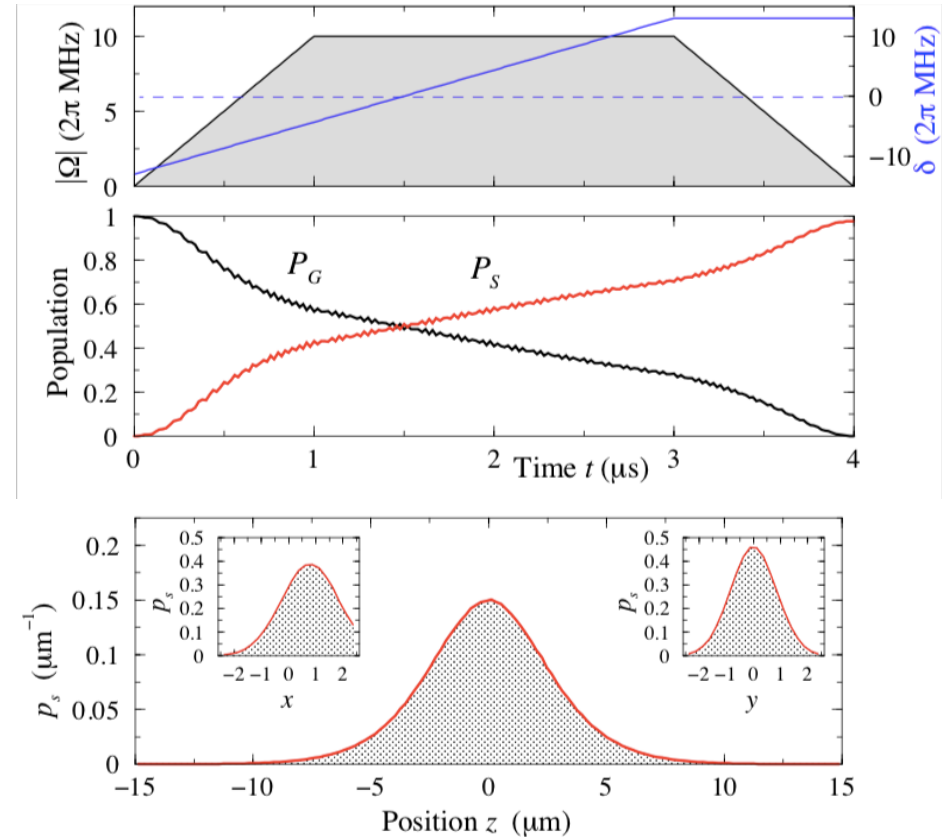 |Ω| (2π MHz)
10
5
0
10
0
−10
δ (2π MHz)
Population
1
0.8
0.6
0.4
0.2
0
P_G
P_S
0
1
2
3
4
Time t (μs)
p_s (μm⁻¹)
0.2
0.15
0.1
0.05
0
p_s
0.5
0.4
0.3
0.2
0.1
0
−2 −1 0 1 2
x
p_s
0.5
0.4
0.3
0.2
0.1
0
−2 −1 0 1 2
y
−15 −10 −5 0 5 10 15
Position z (μm)